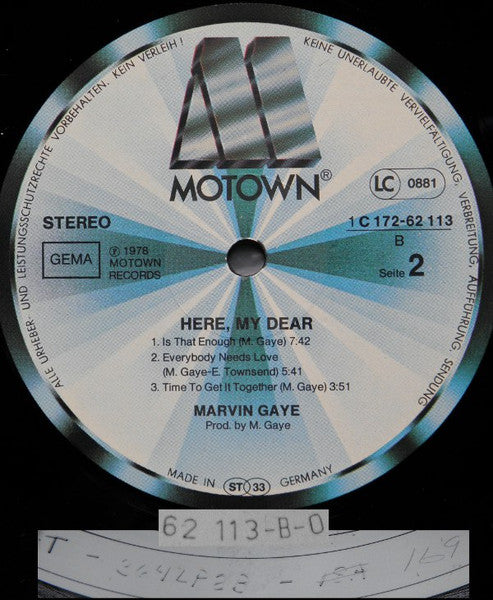 ALLE URHEBER- UND LEISTUNGSSCHUTZRECHTE VORBEHALTEN. KEIN VERLEIH! KEINE UNERLAUBTE VERVIELFÄLTIGUNG, VERBREITUNG, AUFFÜHRUNG, SENDUNG
MOTOWN®
LC 0881
STEREO
1 C 172-62 113
B
GEMA
℗ 1978
MOTOWN
RECORDS
Seite 2
HERE, MY DEAR
1. Is That Enough (M. Gaye) 7:42
2. Everybody Needs Love
(M. Gaye-E. Townsend) 5:41
3. Time To Get it Together (M. Gaye) 3:51
MARVIN GAYE
Prod. by M. Gaye
MADE IN ST 33 GERMANY
62 113-B-0